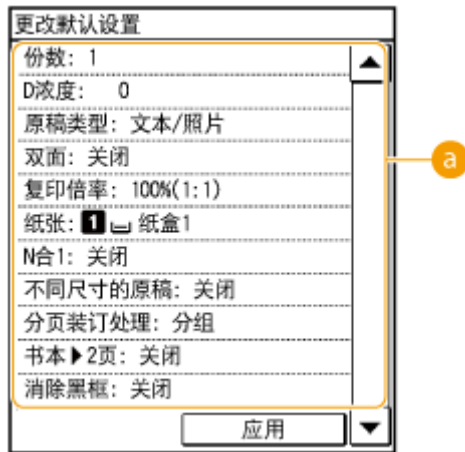 更改默认设置
份数: 1
D浓度: 0
原稿类型: 文本/照片
双面: 关闭
复印倍率: 100%(1:1)
纸张: 1 纸盒1
N合1: 关闭
不同尺寸的原稿: 关闭
分页装订处理: 分组
书本▶2页: 关闭
消除黑框: 关闭
应用
a